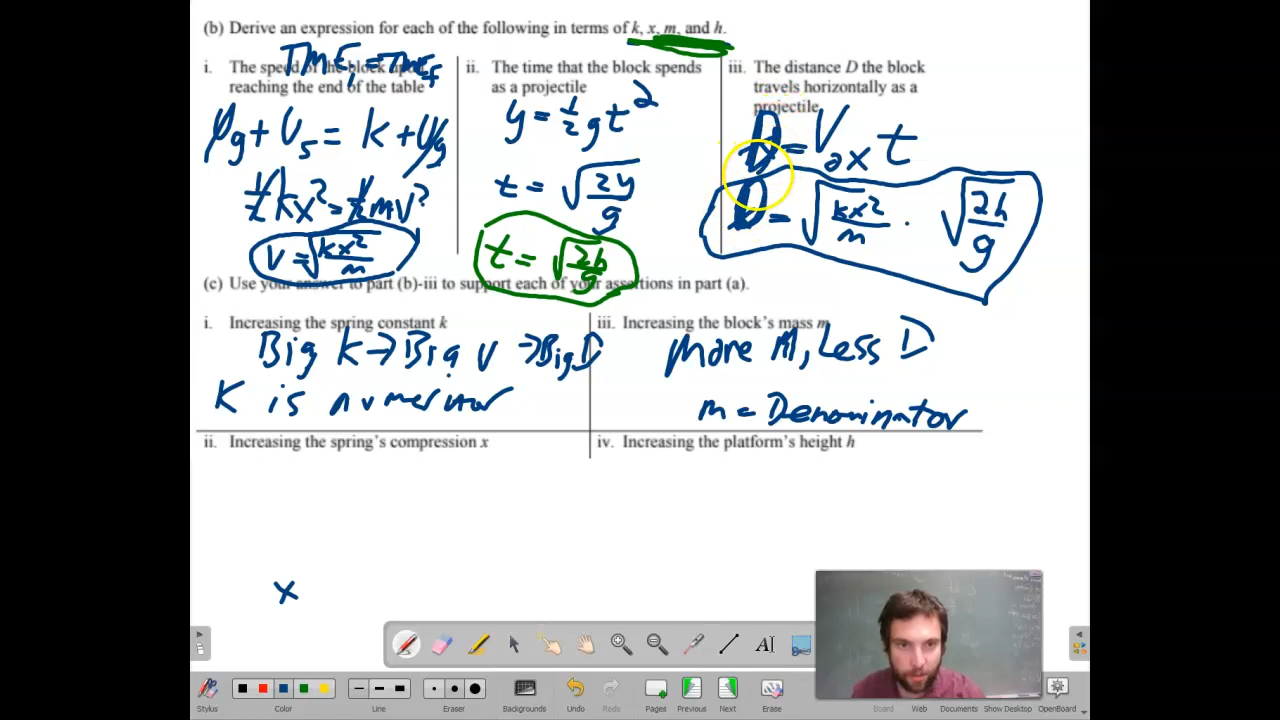 (b) Derive an expression for each of the following in terms of k, x, m, and h.
i. The speed of the block upon reaching the end of the table
TME_i = TME_f
Ug + Us = K + Ug
½kx² = ½mv²
v = √(kx²/m)
ii. The time that the block spends as a projectile
y = ½gt²
t = √(2y/g)
t = √(2h/g)
iii. The distance D the block travels horizontally as a projectile
D = V₀x t
D = √(kx²/m) · √(2h/g)
(c) Use your answer to part (b)-iii to support each of your assertions in part (a).
i. Increasing the spring constant k
Big K → Big v → Big D
K is numerator
iii. Increasing the block's mass m
More M, Less D
m = Denominator
ii. Increasing the spring's compression x
iv. Increasing the platform's height h
x
Stylus
Color
Line
Eraser
Backgrounds
Undo
Redo
Pages
Previous
Next
Erase
Board
Web
Documents
Show Desktop
OpenBoard